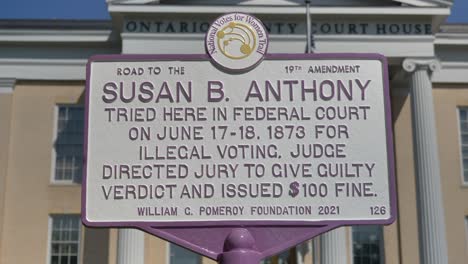 ONTARIO COUNTY COURT HOUSE
National Votes for Women Trail
ROAD TO THE 19TH AMENDMENT
SUSAN B. ANTHONY
TRIED HERE IN FEDERAL COURT
ON JUNE 17-18, 1873 FOR
ILLEGAL VOTING. JUDGE
DIRECTED JURY TO GIVE GUILTY
VERDICT AND ISSUED $100 FINE.
WILLIAM G. POMEROY FOUNDATION 2021 126